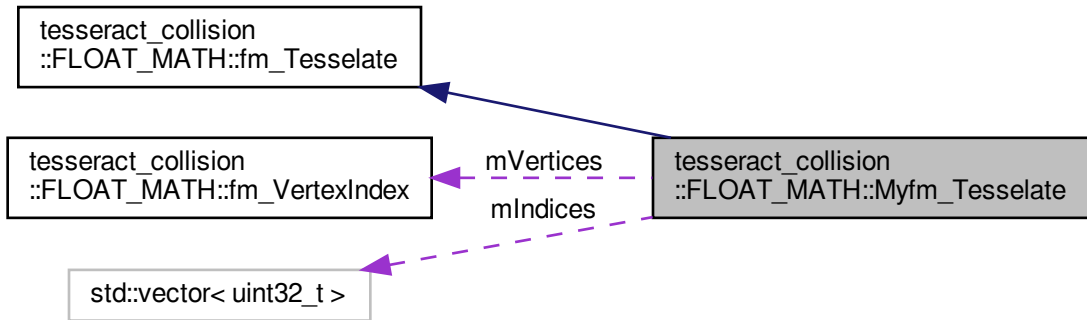 tesseract_collision
::FLOAT_MATH::fm_Tesselate
tesseract_collision
::FLOAT_MATH::fm_VertexIndex
mVertices
tesseract_collision
::FLOAT_MATH::Myfm_Tesselate
mIndices
std::vector< uint32_t >